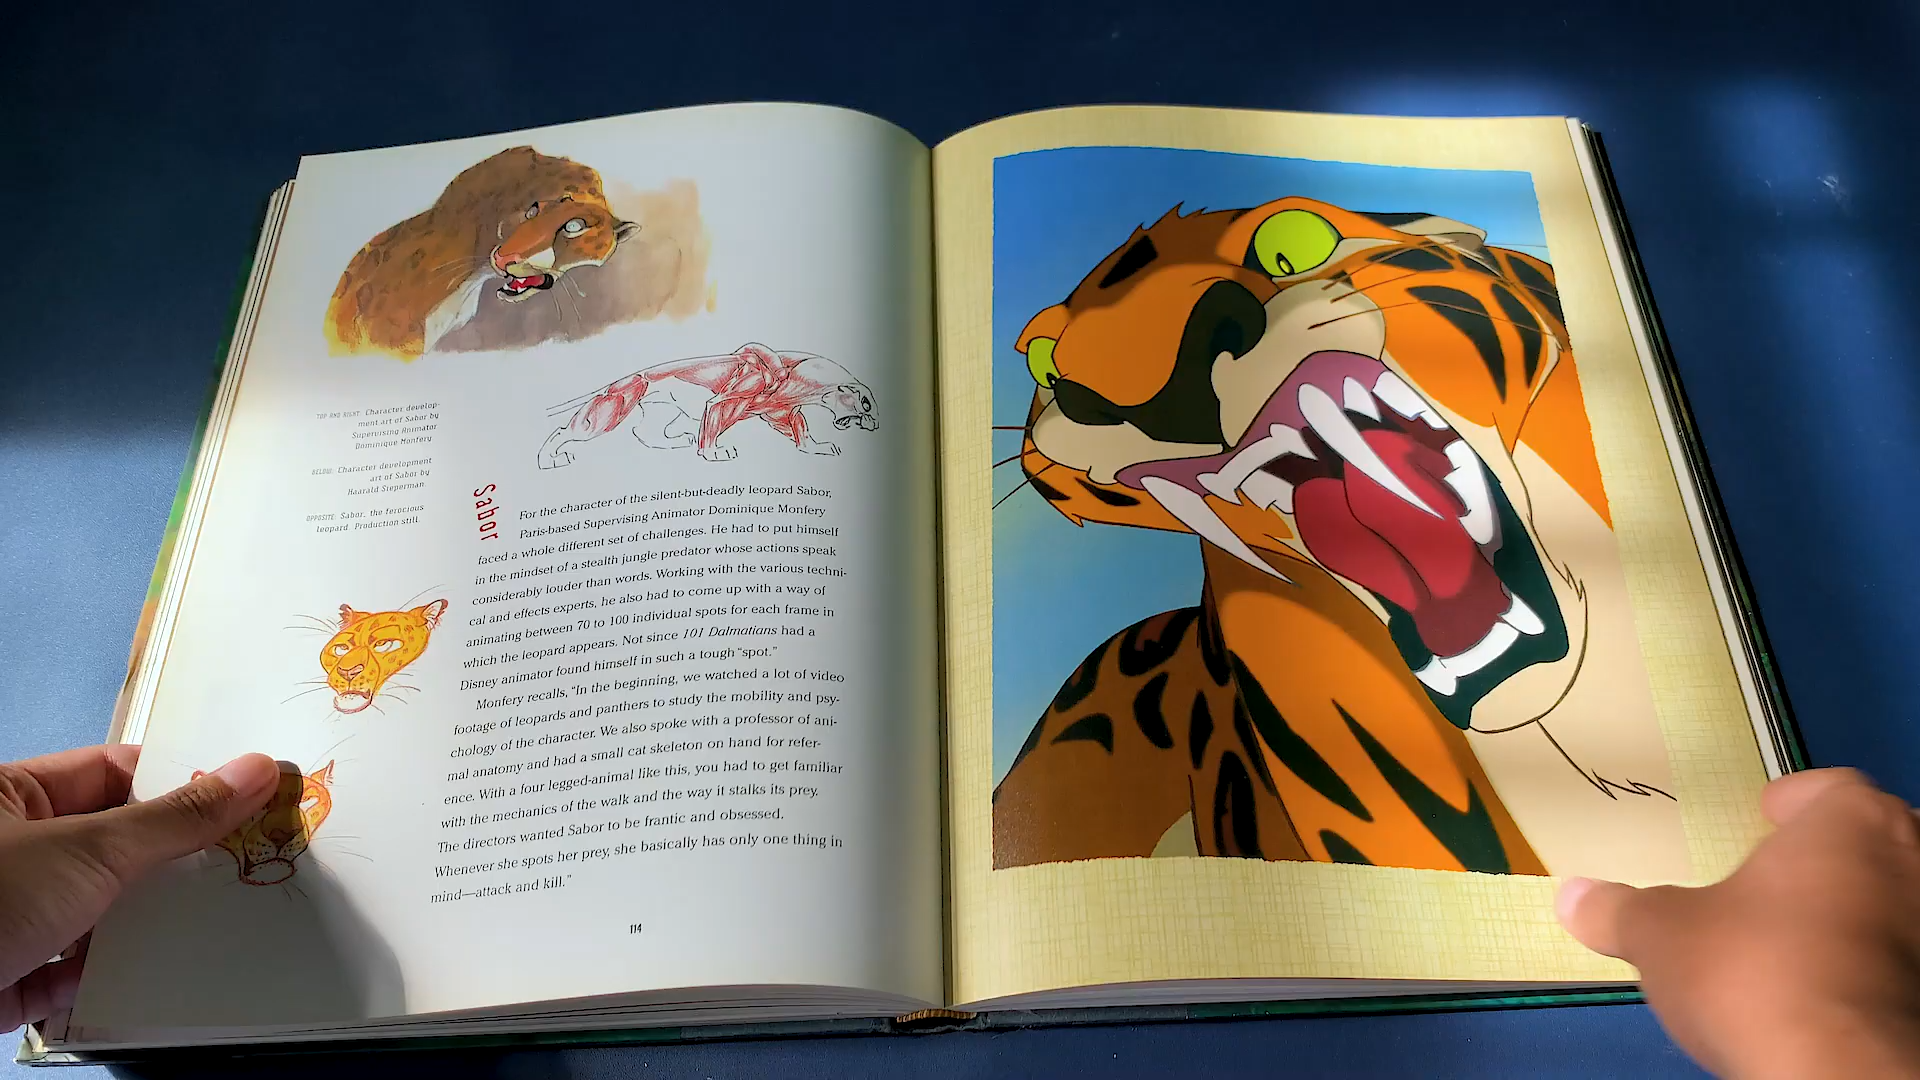 TOP AND RIGHT: Character develop-
ment art of Sabor by
Supervising Animator
Dominique Monfery
BELOW: Character development
art of Sabor by
Haarald Sieperman
OPPOSITE: Sabor, the ferocious
leopard. Production still.
Sabor
For the character of the silent-but-deadly leopard Sabor,
Paris-based Supervising Animator Dominique Monfery
faced a whole different set of challenges. He had to put himself
in the mindset of a stealth jungle predator whose actions speak
considerably louder than words. Working with the various techni-
cal and effects experts, he also had to come up with a way of
animating between 70 to 100 individual spots for each frame in
which the leopard appears. Not since 101 Dalmatians had a
Disney animator found himself in such a tough “spot.”
Monfery recalls, “In the beginning, we watched a lot of video
footage of leopards and panthers to study the mobility and psy-
chology of the character. We also spoke with a professor of ani-
mal anatomy and had a small cat skeleton on hand for refer-
ence. With a four legged-animal like this, you had to get familiar
with the mechanics of the walk and the way it stalks its prey.
The directors wanted Sabor to be frantic and obsessed.
Whenever she spots her prey, she basically has only one thing in
mind—attack and kill.”
114